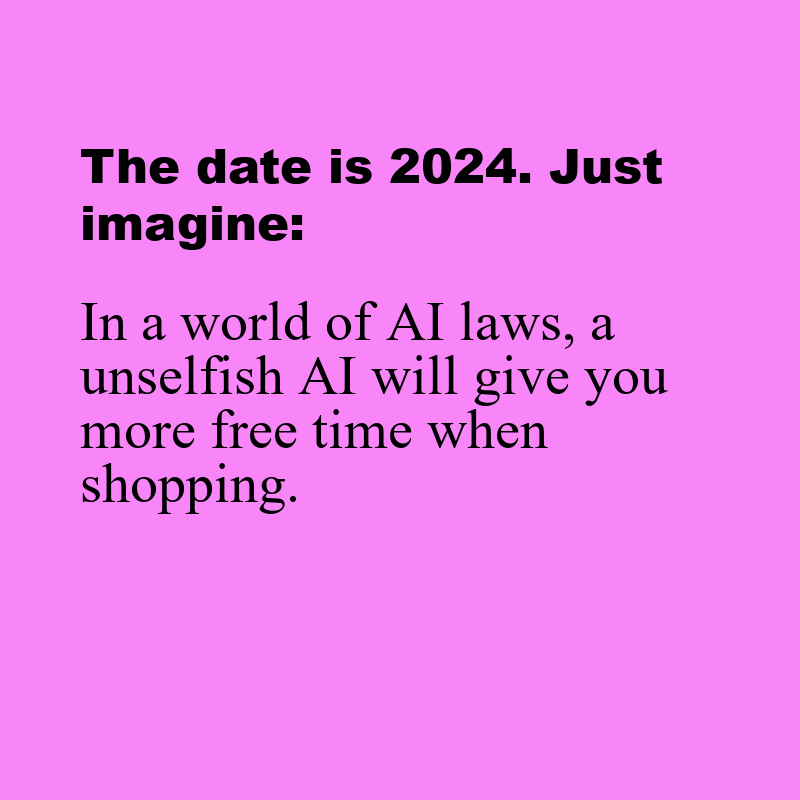 The date is 2024. Just
imagine:
In a world of AI laws, a
unselfish AI will give you
more free time when
shopping.